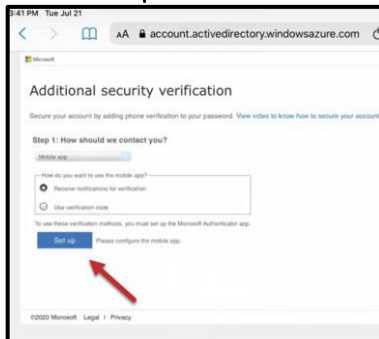 3:41 PM Tue Jul 21
AA account.activedirectory.windowsazure.com
Microsoft
Additional security verification
Secure your account by adding phone verification to your password. View video to know how to secure your account
Step 1: How should we contact you?
Mobile app
How do you want to use the mobile app?
Receive notifications for verification
Use verification code
To use these verification methods, you must set up the Microsoft Authenticator app.
Set up Please configure the mobile app.
©2020 Microsoft Legal | Privacy